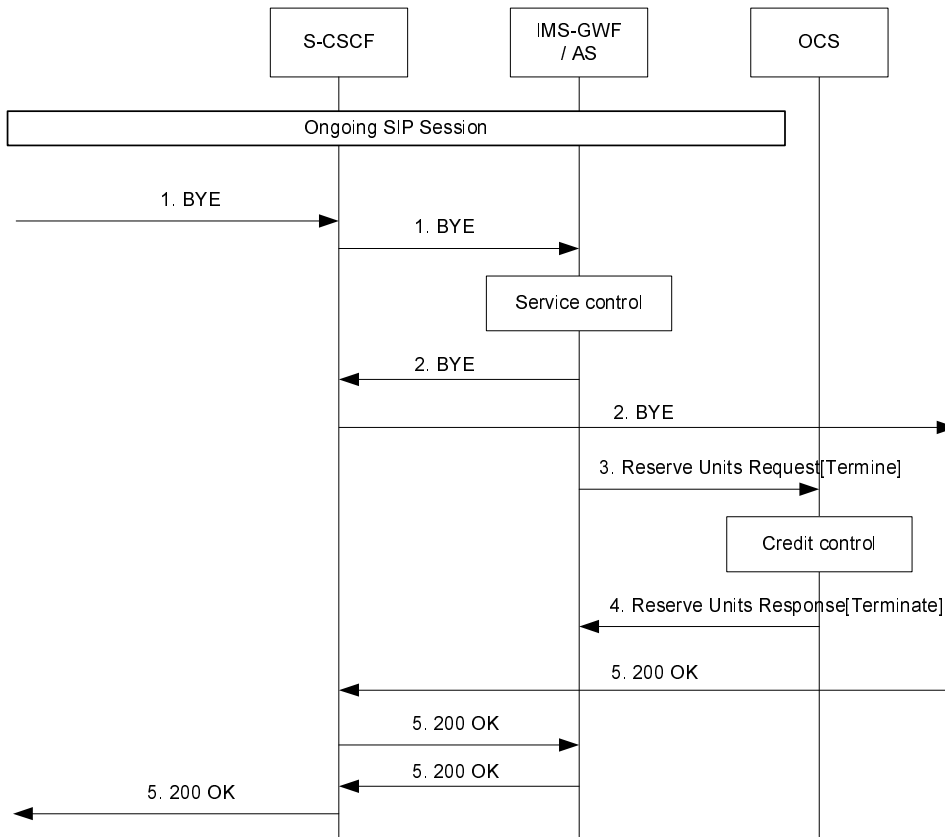 S-CSCF
IMS-GWF
/ AS
OCS
Ongoing SIP Session
1. BYE
1. BYE
Service control
2. BYE
2. BYE
3. Reserve Units Request[Termine]
Credit control
4. Reserve Units Response[Terminate]
5. 200 OK
5. 200 OK
5. 200 OK
5. 200 OK